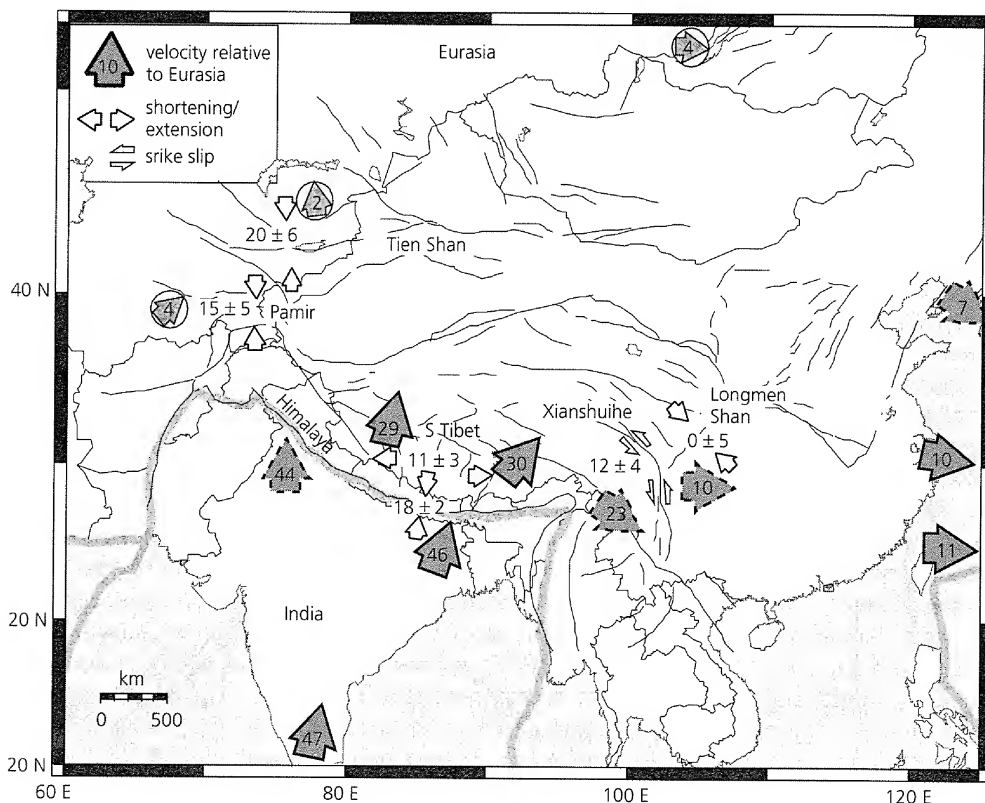 10
velocity relative
to Eurasia
shortening/
extension
srike slip
Eurasia
4
2
20 ± 6
Tien Shan
40 N
4
15 ± 5
Pamir
7
Himalaya
29
S Tibet
Xianshuihe
Longmen
Shan
44
11 ± 3
30
12 ± 4
0 ± 5
10
10
18 ± 2
23
46
11
20 N
India
km
0
500
47
20 N
60 E
80 E
100 E
120 E